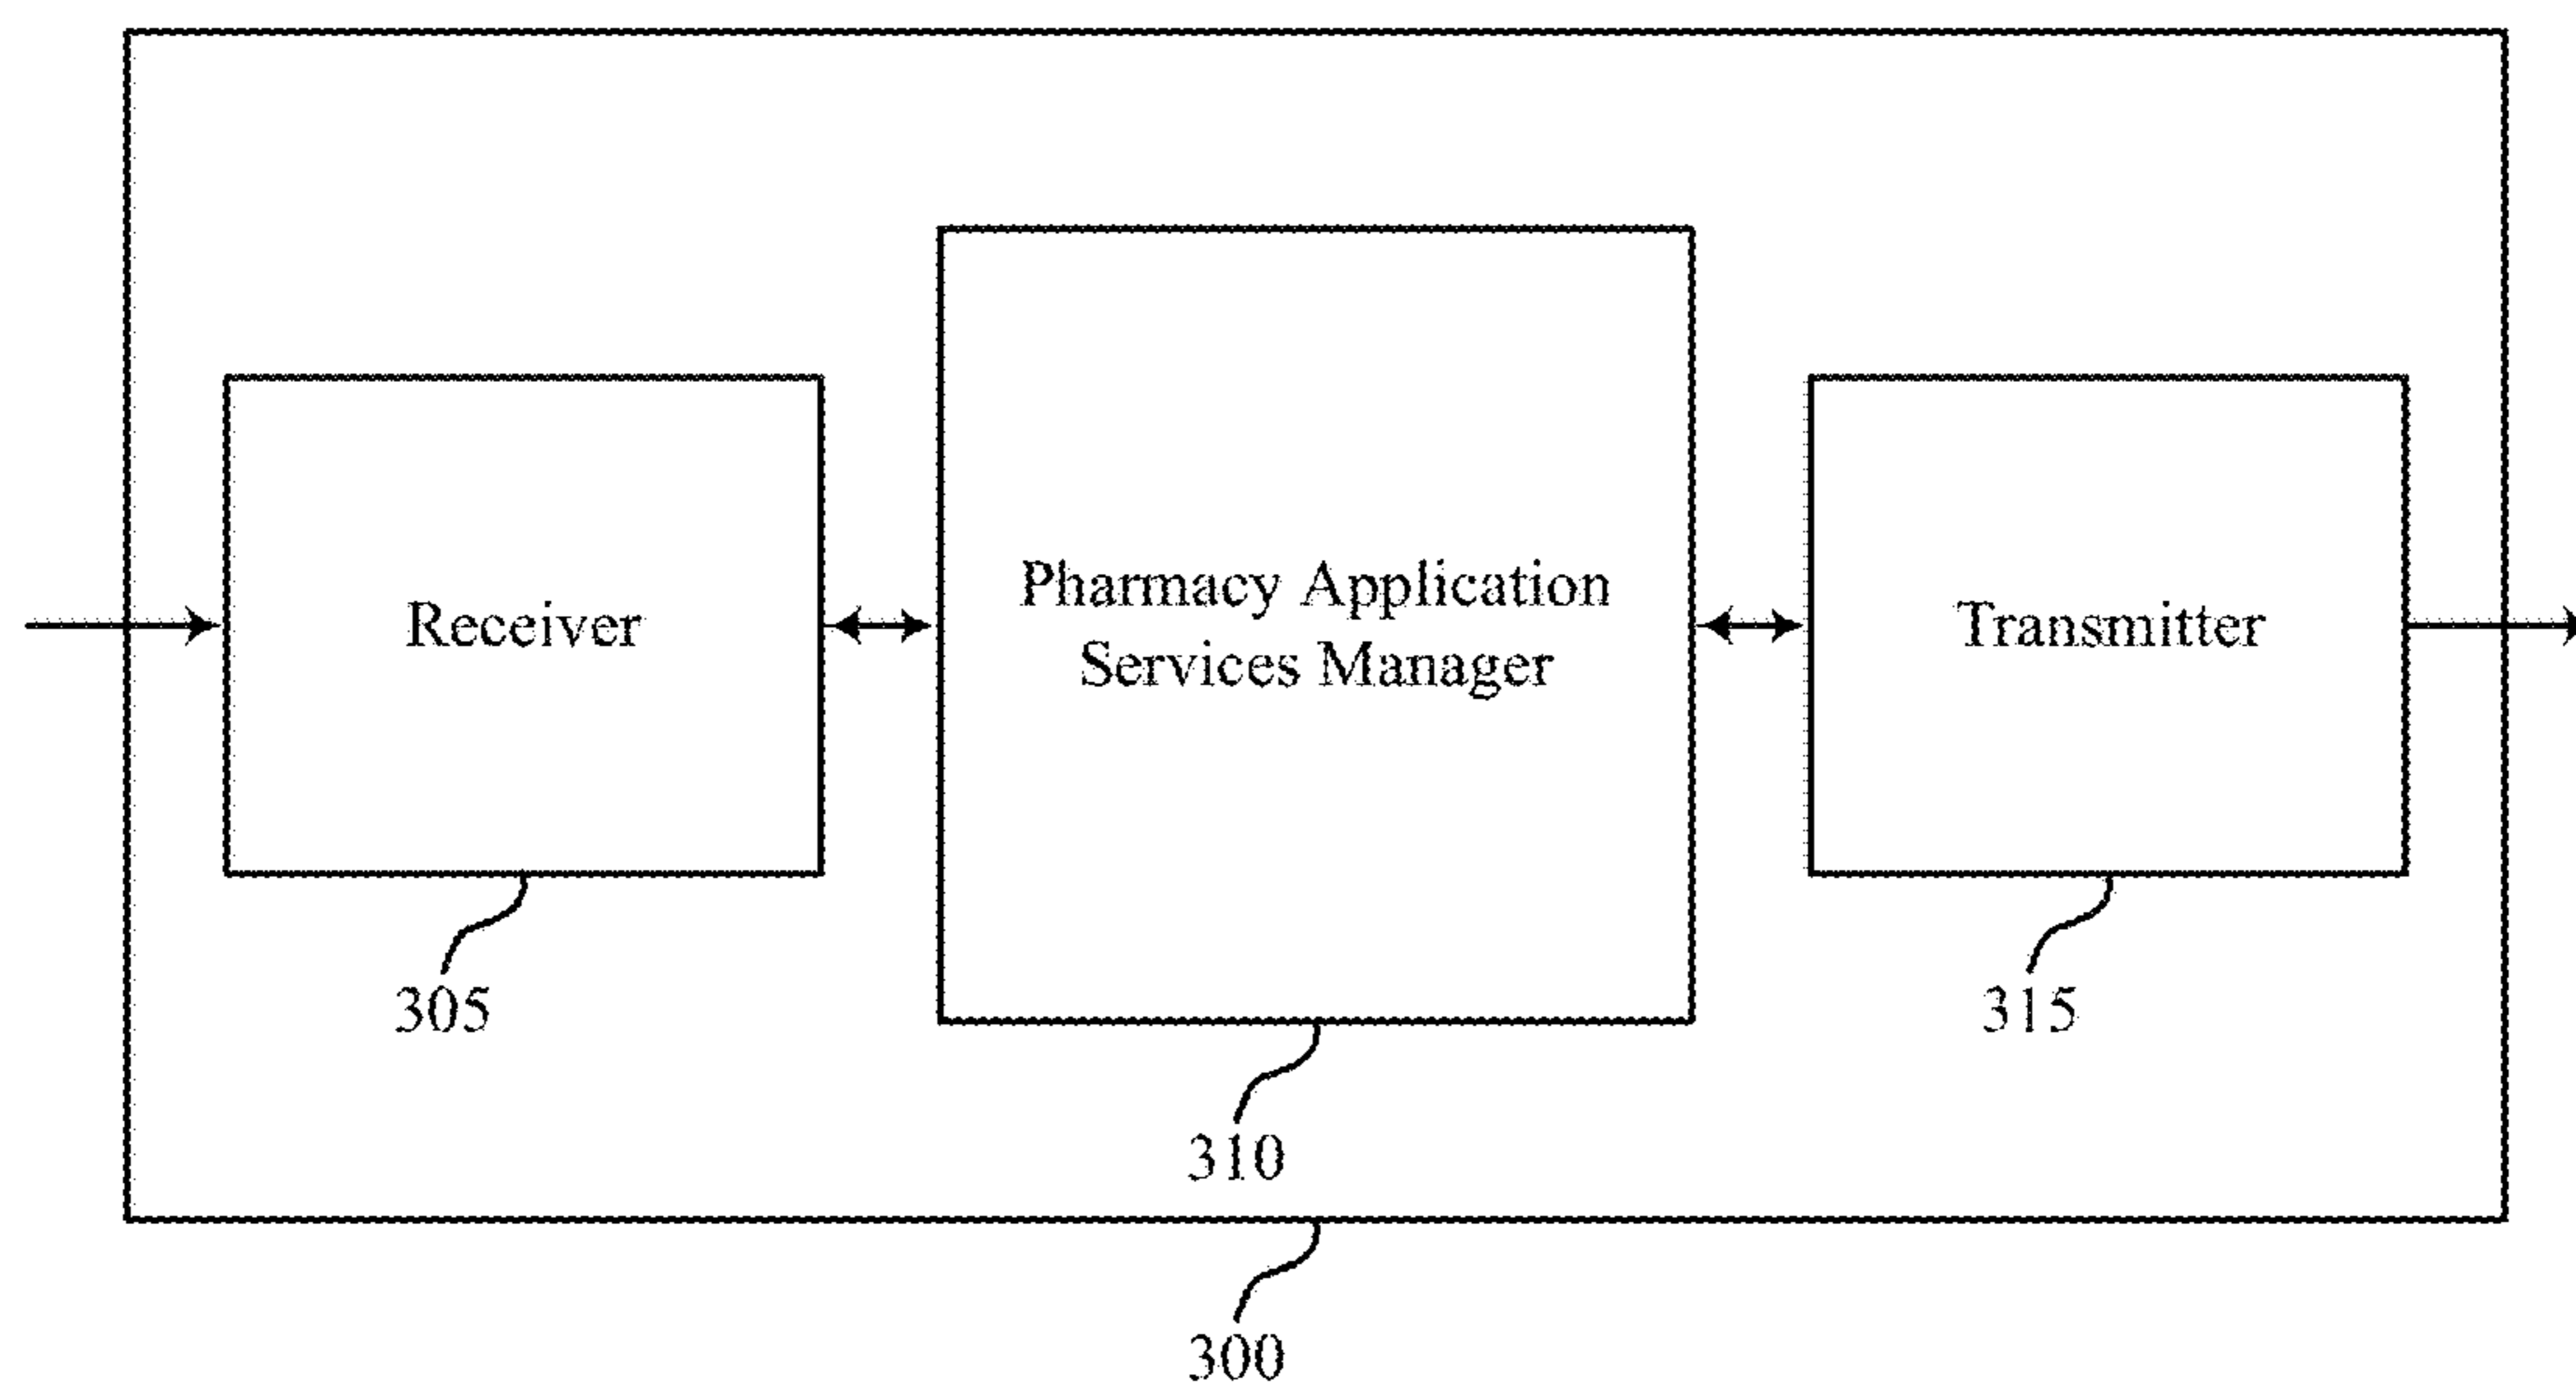 Receiver
Pharmacy Application
Services Manager
Transmitter
305
315
310
300